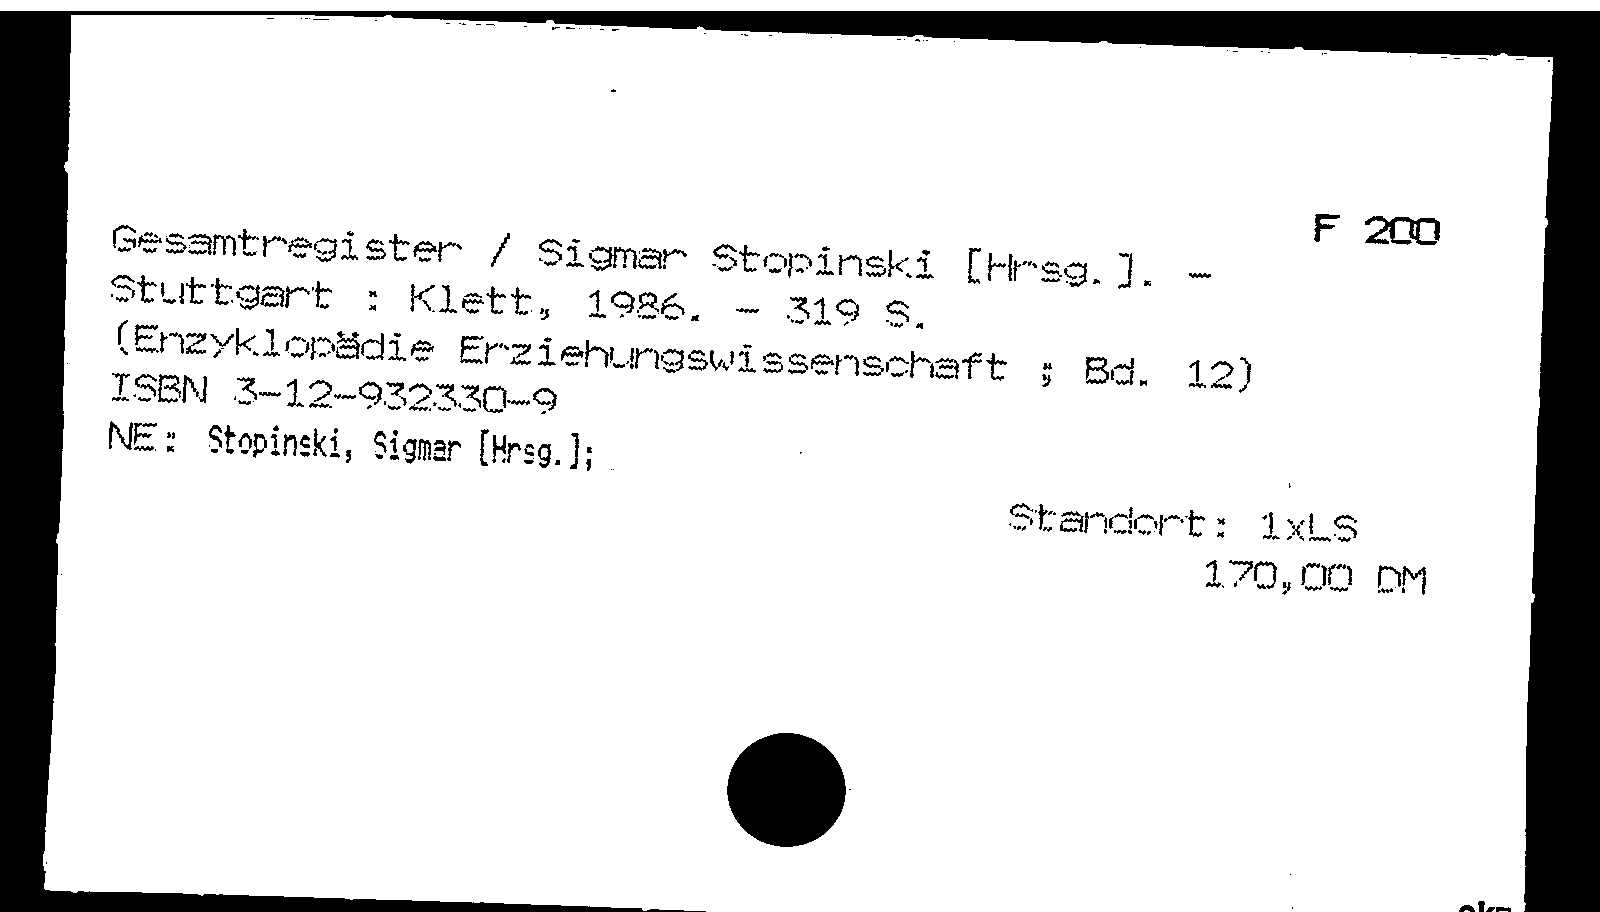 F 200
Gesamtregister / Sigmar Stopinski [Hrsg.]. -
Stuttgart : Klett, 1986. - 319 S.
(Enzyklopädie Erziehungswissenschaft ; Bd. 12)
ISBN 3-12-932330-9
NE: Stopinski, Sigmar [Hrsg.];
Standort: 1xLS
170,00 DM